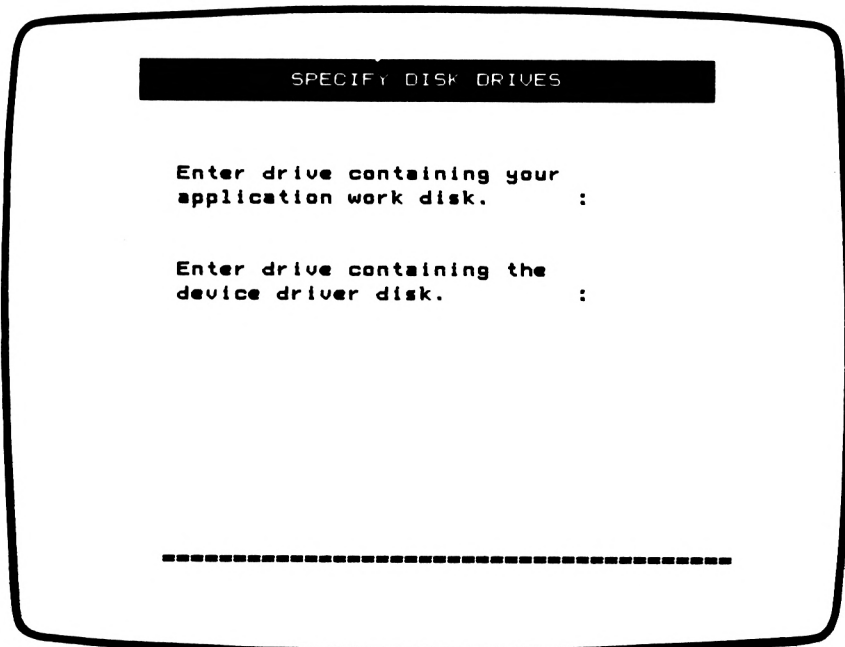 SPECIFY DISK DRIVES
Enter drive containing your
application work disk. :
Enter drive containing the
device driver disk. :